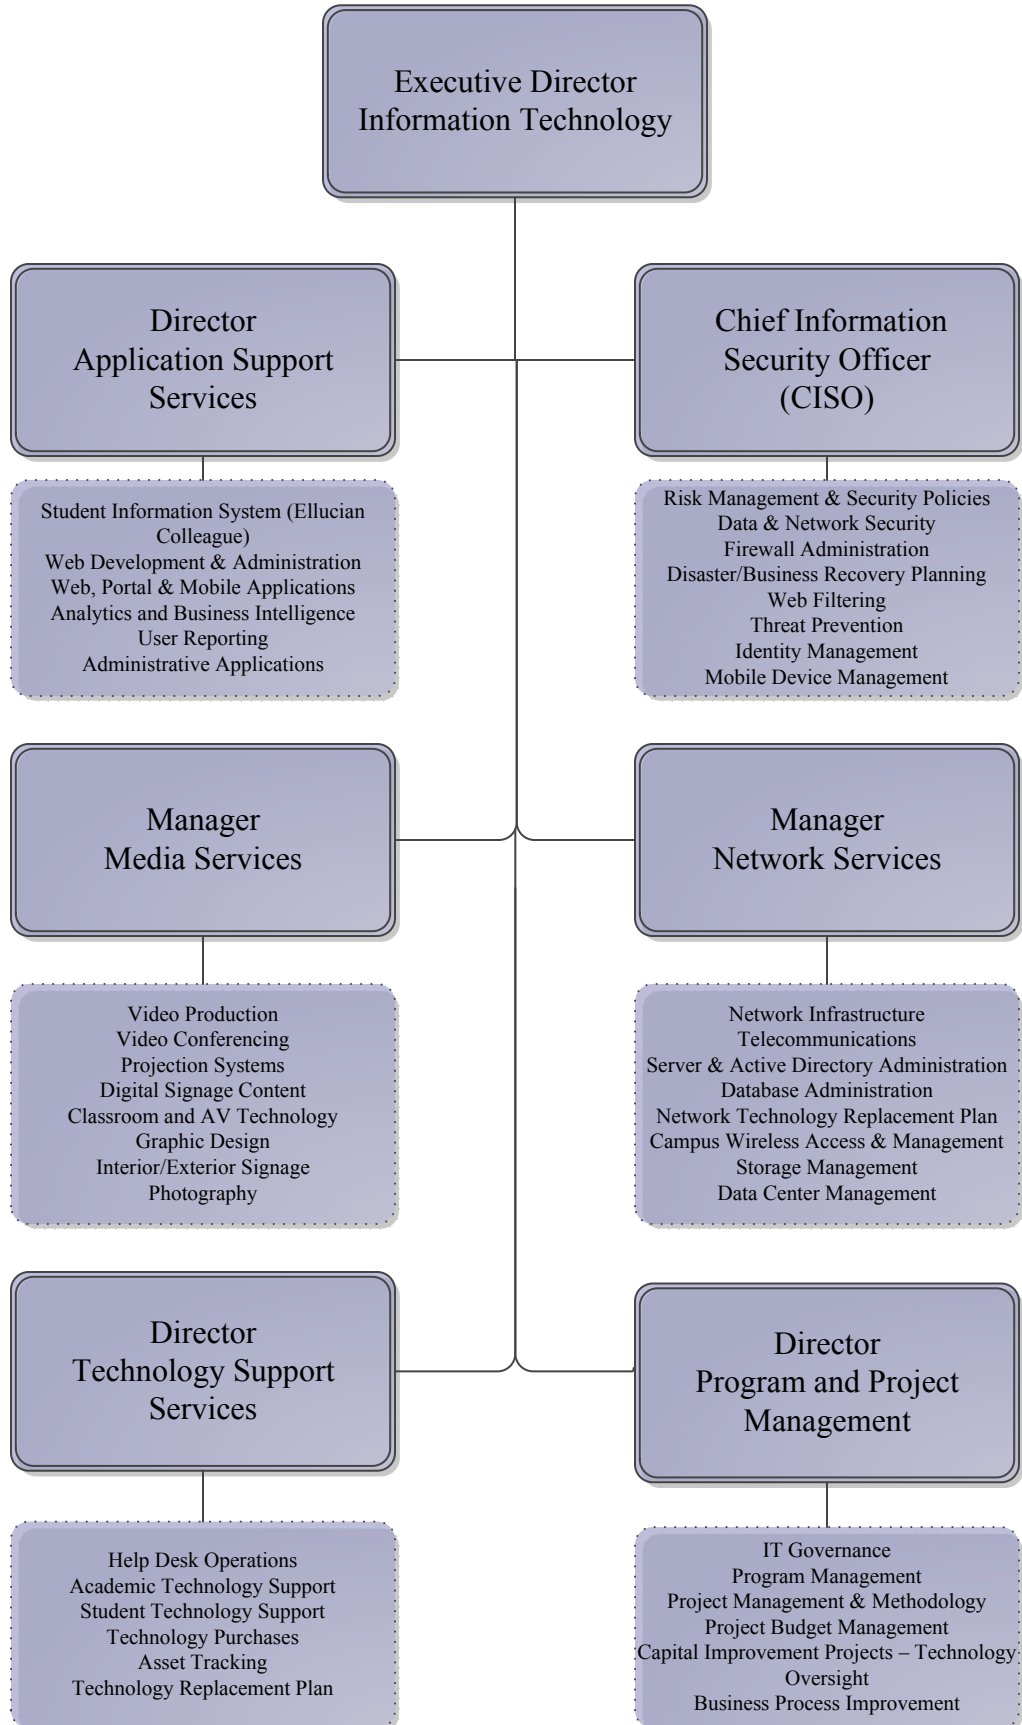 Executive Director
Information Technology
Director
Application Support
Services
Chief Information
Security Officer
(CISO)
Student Information System (Ellucian
Colleague)
Web Development & Administration
Web, Portal & Mobile Applications
Analytics and Business Intelligence
User Reporting
Administrative Applications
Risk Management & Security Policies
Data & Network Security
Firewall Administration
Disaster/Business Recovery Planning
Web Filtering
Threat Prevention
Identity Management
Mobile Device Management
Manager
Media Services
Manager
Network Services
Video Production
Video Conferencing
Projection Systems
Digital Signage Content
Classroom and AV Technology
Graphic Design
Interior/Exterior Signage
Photography
Network Infrastructure
Telecommunications
Server & Active Directory Administration
Database Administration
Network Technology Replacement Plan
Campus Wireless Access & Management
Storage Management
Data Center Management
Director
Technology Support
Services
Director
Program and Project
Management
Help Desk Operations
Academic Technology Support
Student Technology Support
Technology Purchases
Asset Tracking
Technology Replacement Plan
IT Governance
Program Management
Project Management & Methodology
Project Budget Management
Capital Improvement Projects – Technology
Oversight
Business Process Improvement